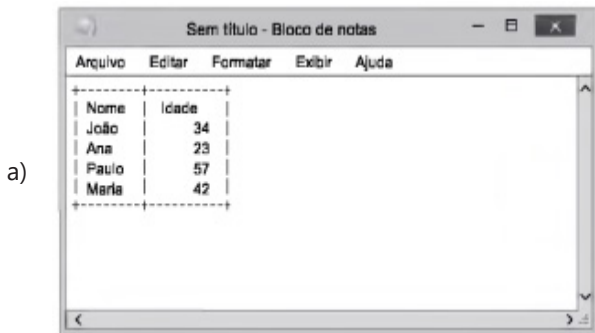 Sem título - Bloco de notas
Arquivo Editar Formatar Exibir Ajuda
+--------+----------+
| Nome | Idade |
| João | 34 |
| Ana | 23 |
| Paulo | 57 |
| Maria | 42 |
+--------+----------+
a)